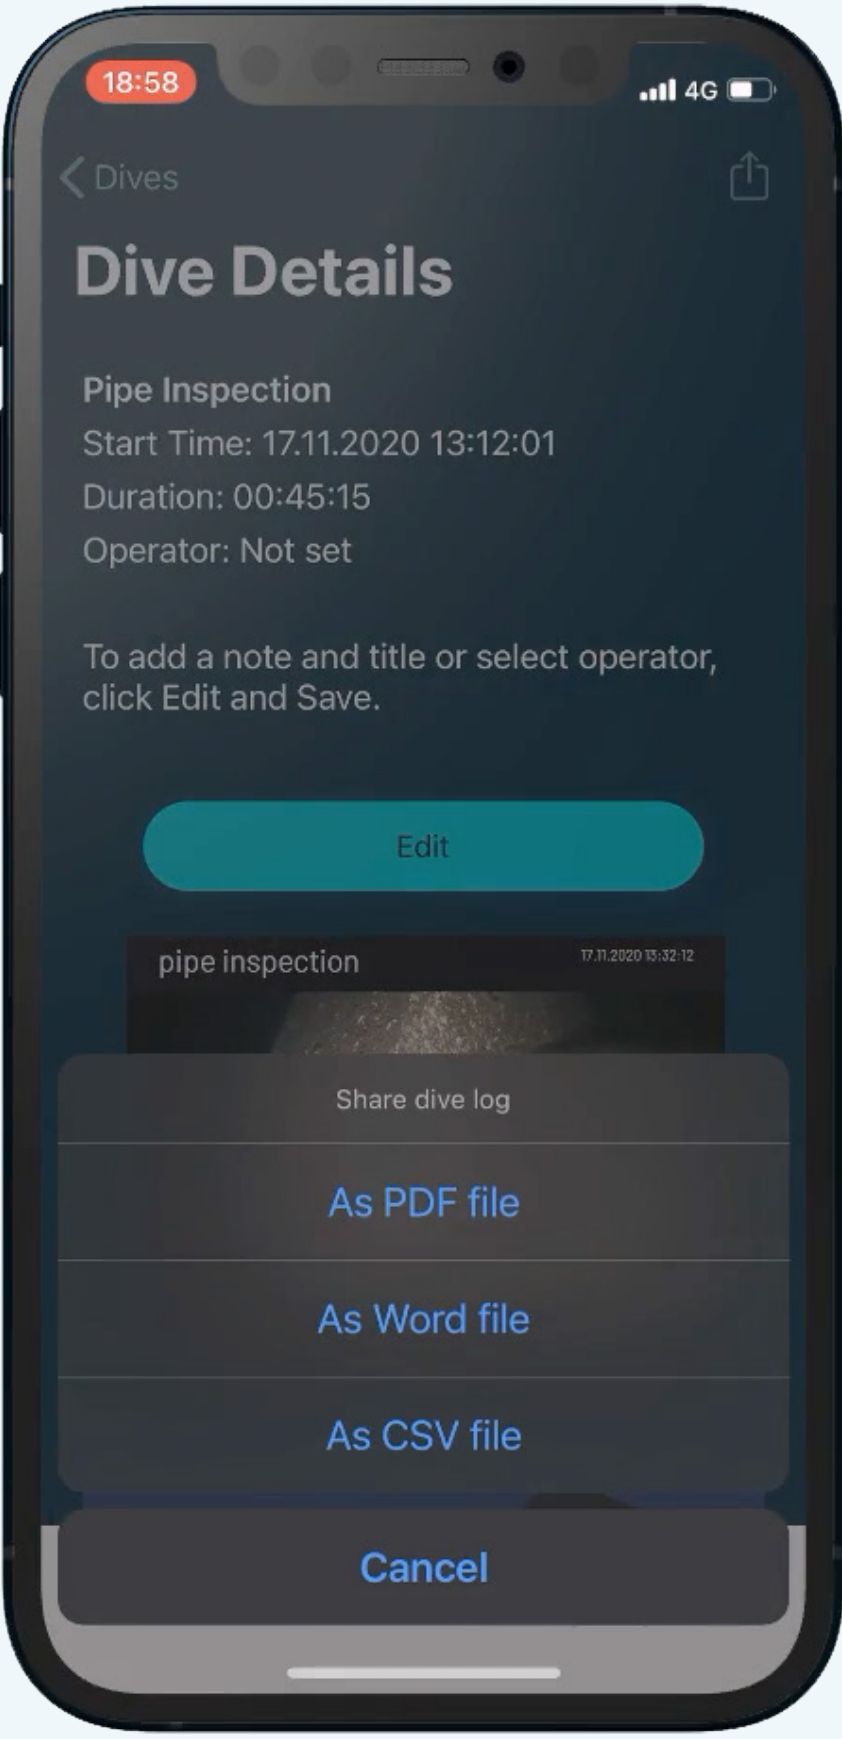 18:58
4G
Dives
Dive Details
Pipe Inspection
Start Time: 17.11.2020 13:12:01
Duration: 00:45:15
Operator: Not set
To add a note and title or select operator,
click Edit and Save.
Edit
pipe inspection
17.11.2020 13:32:12
Share dive log
As PDF file
As Word file
As CSV file
Cancel